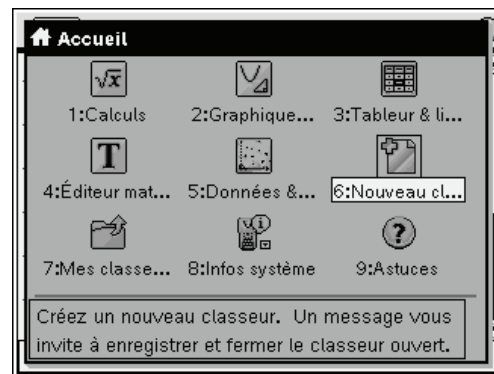 Accueil
1:Calculs 2:Graphique... 3:Tableur & li...
4:Éditeur mat... 5:Données &... 6:Nouveau cl...
7:Mes classe... 8:Infos système 9:Astuces
Créez un nouveau classeur. Un message vous
invite à enregistrer et fermer le classeur ouvert.